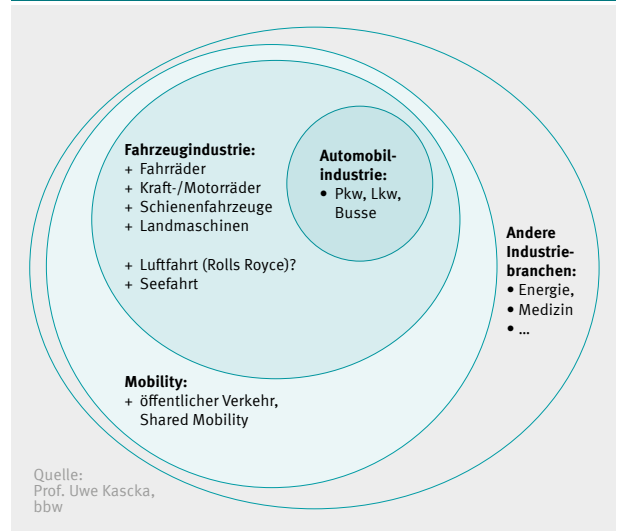 Fahrzeugindustrie:
+ Fahrräder
+ Kraft-/Motorräder
+ Schienenfahrzeuge
+ Landmaschinen
+ Luftfahrt (Rolls Royce)?
+ Seefahrt
Automobil-
industrie:
• Pkw, Lkw,
Busse
Andere
Industrie-
branchen:
• Energie,
• Medizin
• ...
Mobility:
+ öffentlicher Verkehr,
Shared Mobility
Quelle:
Prof. Uwe Kascka,
bbw